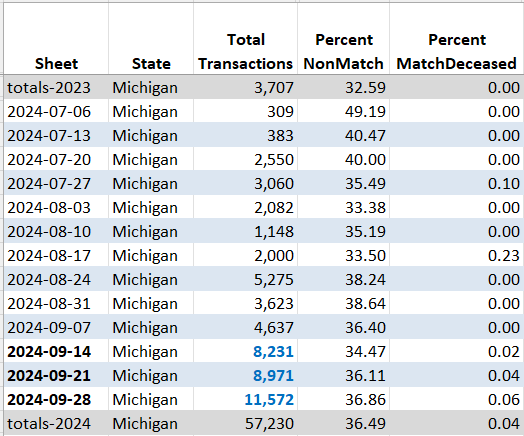 Total Percent Percent
Sheet State Transactions NonMatch MatchDeceased
totals-2023 Michigan 3,707 32.59 0.00
2024-07-06 Michigan 309 49.19 0.00
2024-07-13 Michigan 383 40.47 0.00
2024-07-20 Michigan 2,550 40.00 0.00
2024-07-27 Michigan 3,060 35.49 0.10
2024-08-03 Michigan 2,082 33.38 0.00
2024-08-10 Michigan 1,148 35.19 0.00
2024-08-17 Michigan 2,000 33.50 0.23
2024-08-24 Michigan 5,275 38.24 0.00
2024-08-31 Michigan 3,623 38.64 0.00
2024-09-07 Michigan 4,637 36.40 0.00
2024-09-14 Michigan 8,231 34.47 0.02
2024-09-21 Michigan 8,971 36.11 0.04
2024-09-28 Michigan 11,572 36.86 0.06
totals-2024 Michigan 57,230 36.49 0.04